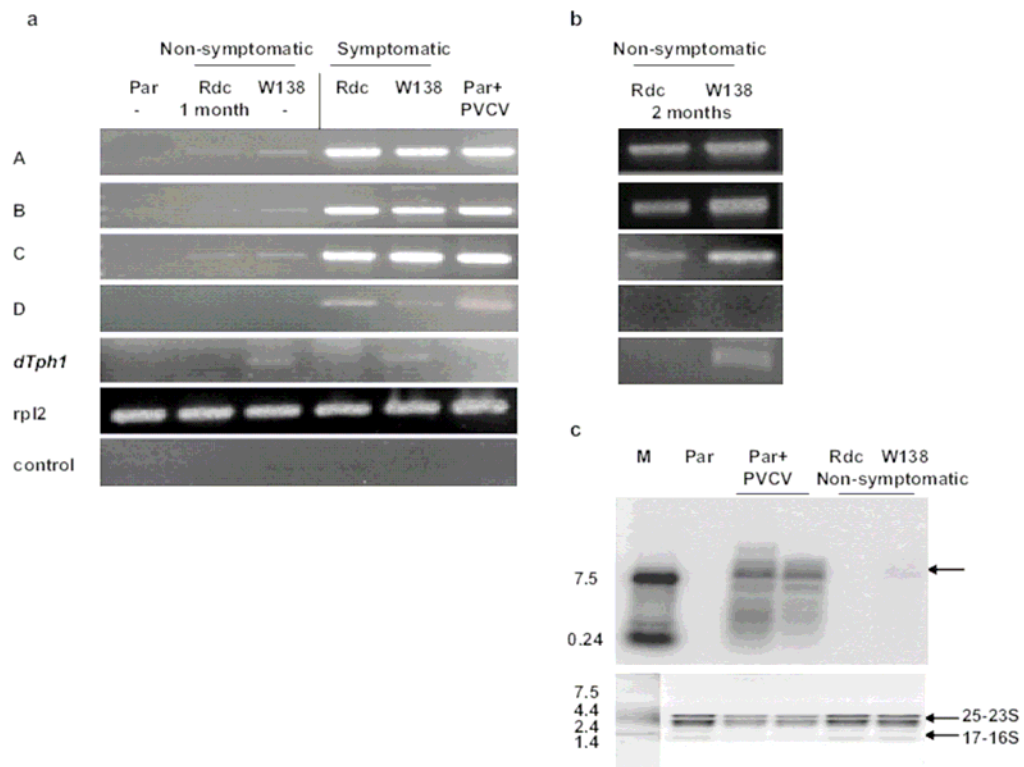 a
Non-symptomatic Symptomatic
Par Rdc W138 Rdc W138 Par+
- 1 month - PVCV
A
B
C
D
dTph1
rpl2
control
b
Non-symptomatic
Rdc W138
2 months
c
M Par Par+ Rdc W138
PVCV Non-symptomatic
7.5
0.24
7.5
4.4
2.4
1.4
25-23S
17-16S